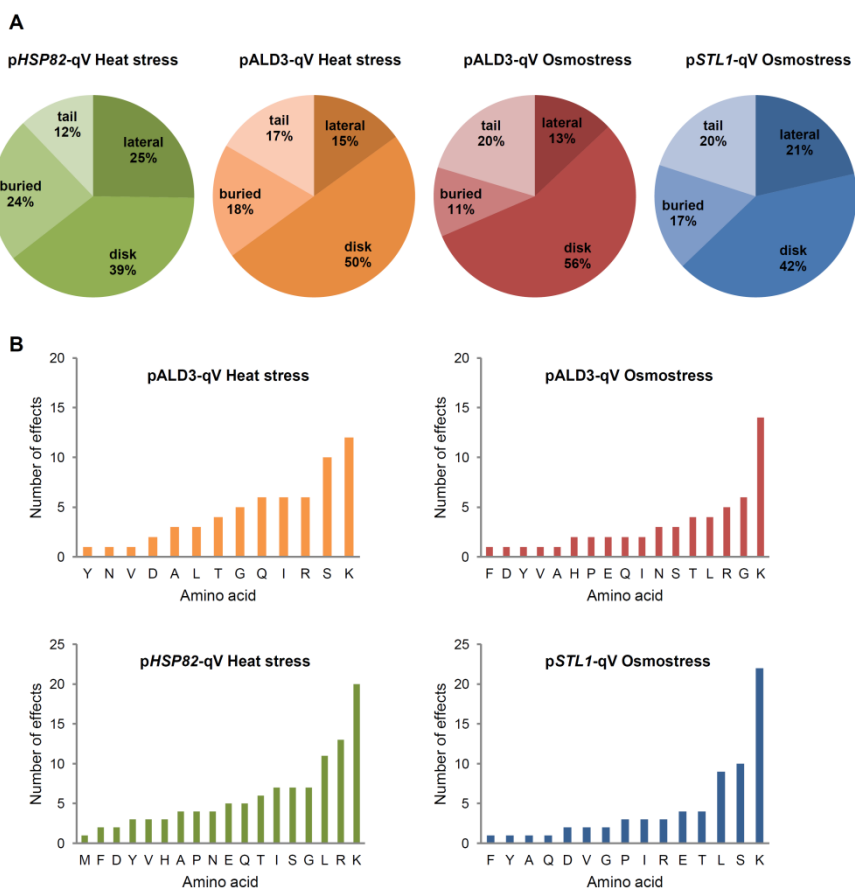 A
pHSP82-qV Heat stress
pALD3-qV Heat stress
pALD3-qV Osmostress
pSTL1-qV Osmostress
tail
12%
lateral
25%
buried
24%
disk
39%
tail
17%
lateral
15%
buried
18%
disk
50%
tail
20%
lateral
13%
buried
11%
disk
56%
tail
20%
lateral
21%
buried
17%
disk
42%
B
pALD3-qV Heat stress
Number of effects
20
15
10
5
0
Y N V D A L T G Q I R S K
Amino acid
pALD3-qV Osmostress
Number of effects
20
15
10
5
0
F D Y V A H P E Q I N S T L R G K
Amino acid
pHSP82-qV Heat stress
Number of effects
25
20
15
10
5
0
M F D Y V H A P N E Q T I S G L R K
Amino acid
pSTL1-qV Osmostress
Number of effects
25
20
15
10
5
0
F Y A Q D V G P I R E T L S K
Amino acid